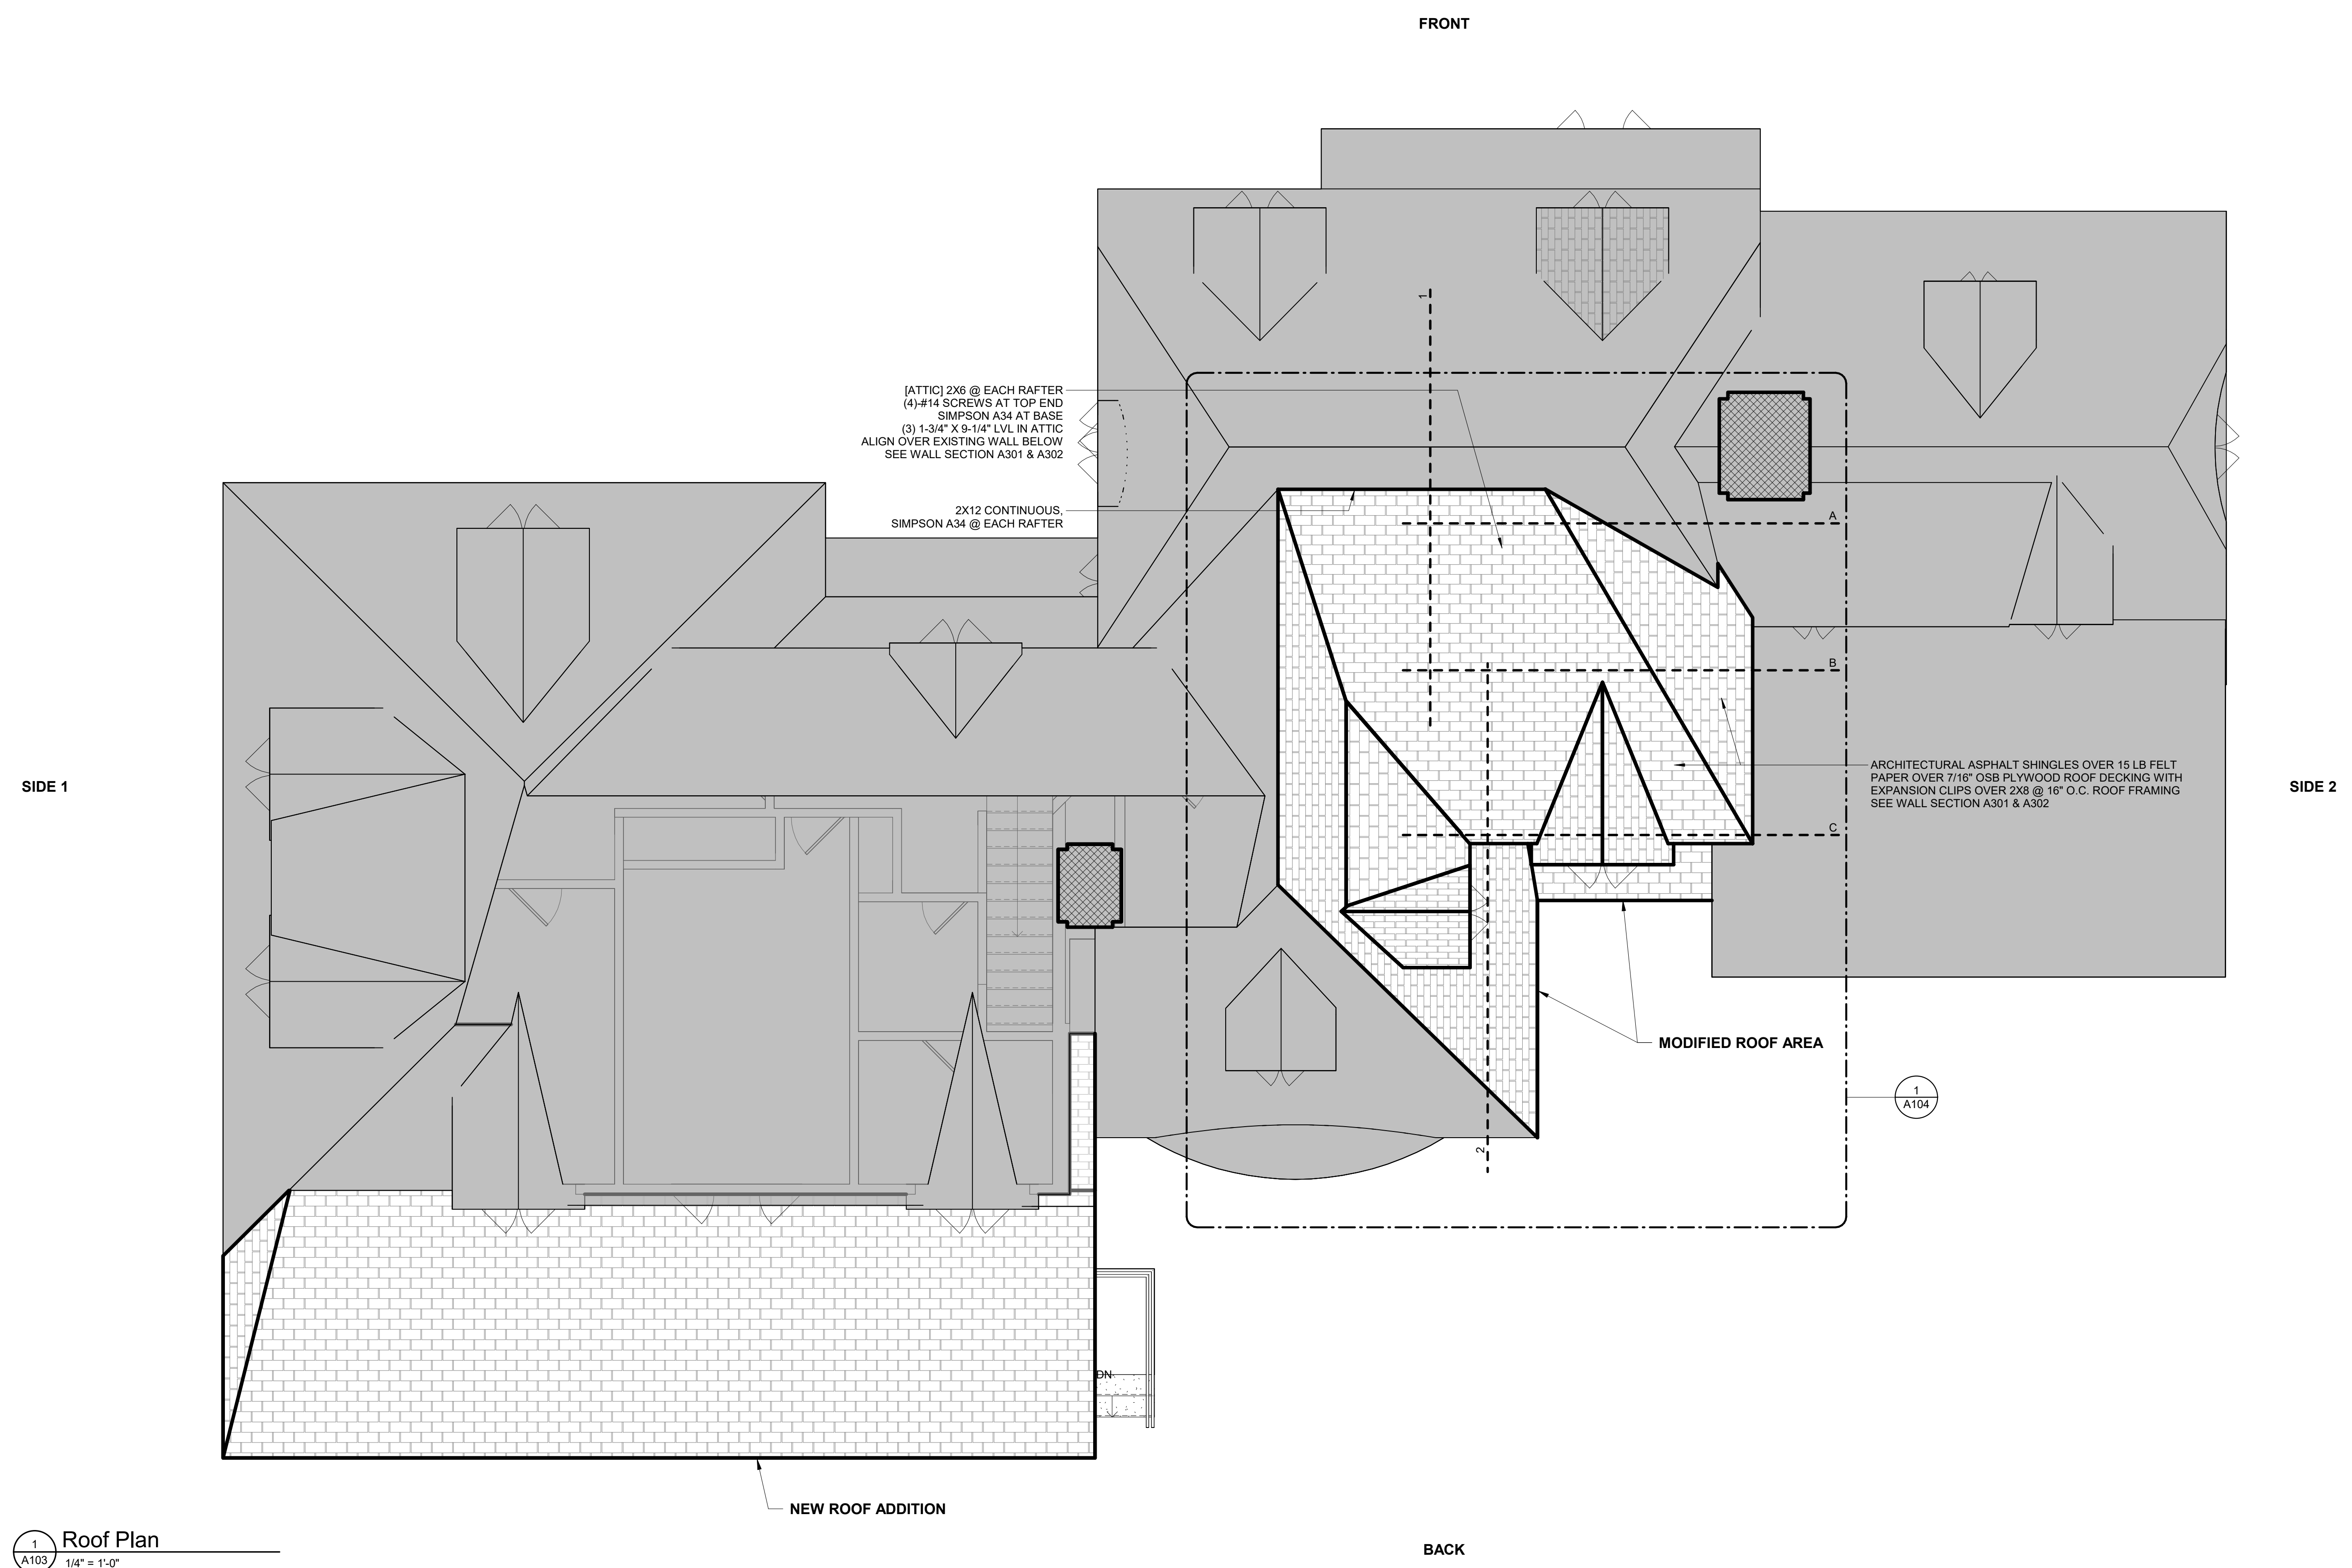 FRONT
1
[ATTIC] 2X6 @ EACH RAFTER
(4)-#14 SCREWS AT TOP END
SIMPSON A34 AT BASE
(3) 1-3/4" X 9-1/4" LVL IN ATTIC
ALIGN OVER EXISTING WALL BELOW
SEE WALL SECTION A301 & A302
2X12 CONTINUOUS,
SIMPSON A34 @ EACH RAFTER
A
B
SIDE 1
ARCHITECTURAL ASPHALT SHINGLES OVER 15 LB FELT
PAPER OVER 7/16" OSB PLYWOOD ROOF DECKING WITH
EXPANSION CLIPS OVER 2X8 @ 16" O.C. ROOF FRAMING
SEE WALL SECTION A301 & A302
SIDE 2
C
MODIFIED ROOF AREA
1
A104
2
DN
NEW ROOF ADDITION
1
A103
Roof Plan
1/4" = 1'-0"
BACK